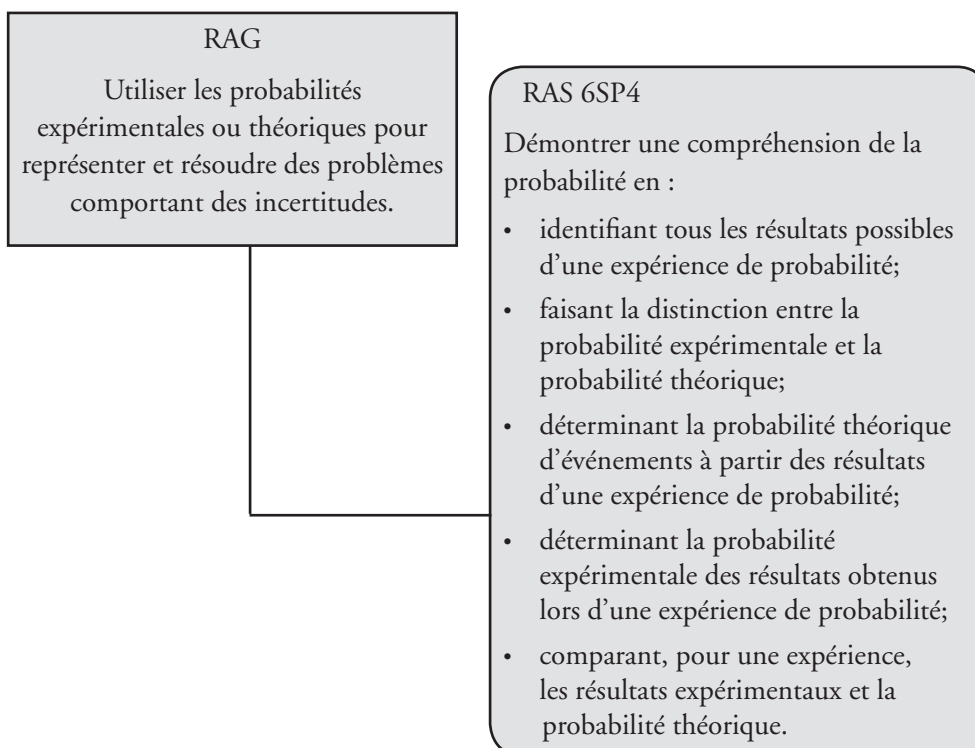 RAG
Utiliser les probabilités
expérimentales ou théoriques pour
représenter et résoudre des problèmes
comportant des incertitudes.
RAS 6SP4
Démontrer une compréhension de la
probabilité en :
• identifiant tous les résultats possibles
d’une expérience de probabilité;
• faisant la distinction entre la
probabilité expérimentale et la
probabilité théorique;
• déterminant la probabilité théorique
d’événements à partir des résultats
d’une expérience de probabilité;
• déterminant la probabilité
expérimentale des résultats obtenus
lors d’une expérience de probabilité;
• comparant, pour une expérience,
les résultats expérimentaux et la
probabilité théorique.